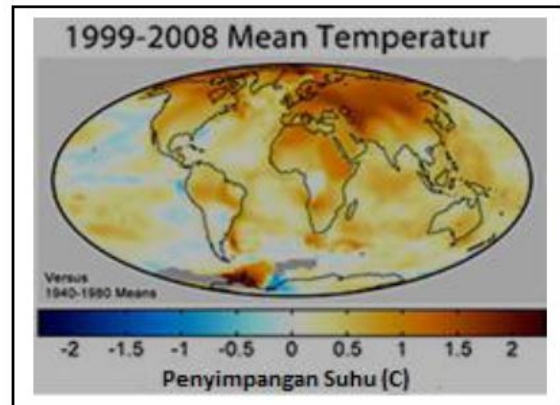 1999-2008 Mean Temperatur
Versus
1940-1980 Means
-2 -1.5 -1 -0.5 0 0.5 1 1.5 2
Penyimpangan Suhu (C)